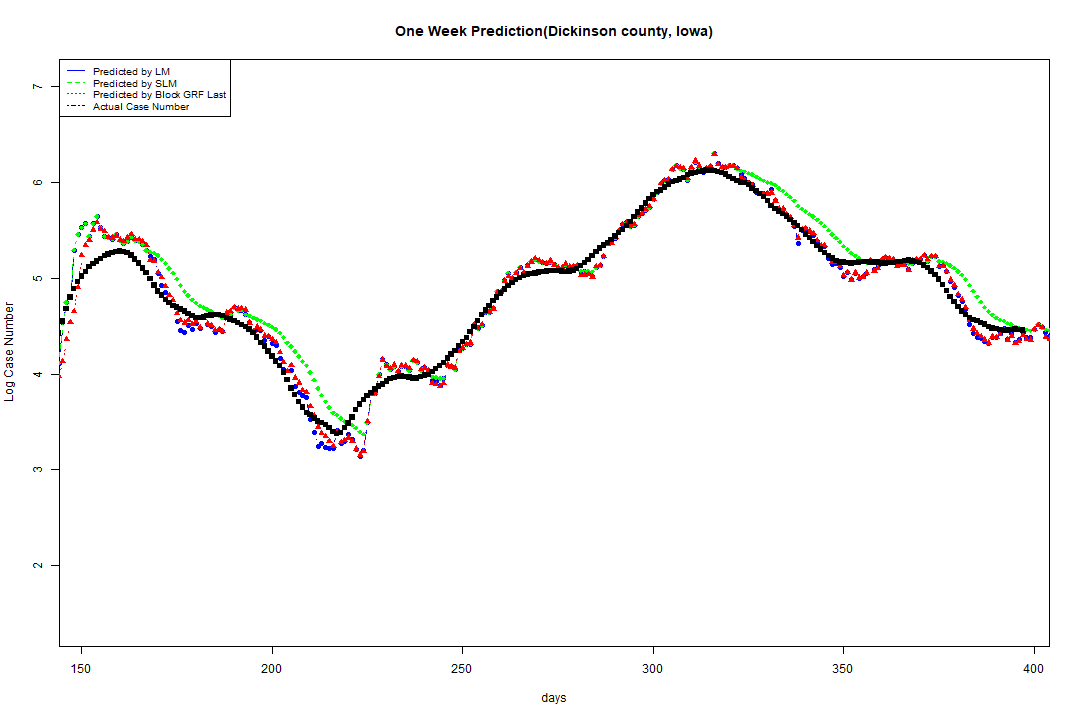 One Week Prediction(Dickinson county, Iowa)
Predicted by LM
Predicted by SLM
Predicted by Block GRF Last
Actual Case Number
Log Case Number
7
6
5
4
3
2
150 200 250 300 350 400
days